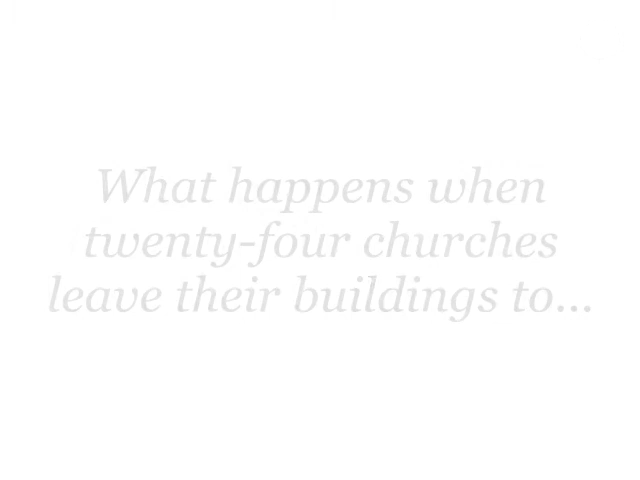 What happens when
twenty-four churches
leave their buildings to...